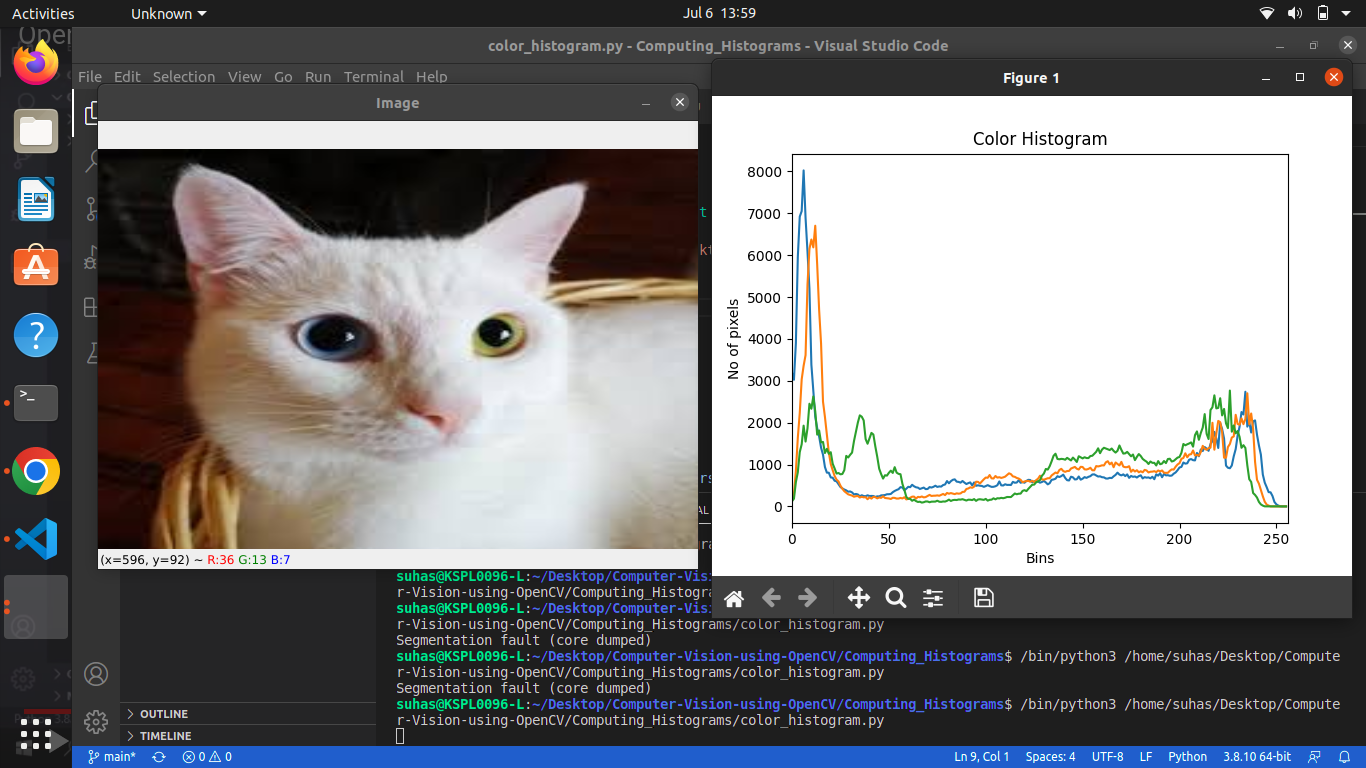 Activities Unknown Jul 6 13:59
Open
color_histogram.py - Computing_Histograms - Visual Studio Code
File Edit Selection View Go Run Terminal Help
Image
Figure 1
Color Histogram
8000
7000
6000
5000
4000
3000
2000
1000
0
No of pixels
0 50 100 150 200 250
Bins
(x=596, y=92) ~ R:36 G:13 B:7
suhas@KSPL0096-L:~/Desktop/Computer-Vis
r-Vision-using-OpenCV/Computing_Histogra
suhas@KSPL0096-L:~/Desktop/Computer-Vis
r-Vision-using-OpenCV/Computing_Histograms/color_histogram.py
Segmentation fault (core dumped)
suhas@KSPL0096-L:~/Desktop/Computer-Vision-using-OpenCV/Computing_Histograms$ /bin/python3 /home/suhas/Desktop/Compute
r-Vision-using-OpenCV/Computing_Histograms/color_histogram.py
Segmentation fault (core dumped)
suhas@KSPL0096-L:~/Desktop/Computer-Vision-using-OpenCV/Computing_Histograms$ /bin/python3 /home/suhas/Desktop/Compute
r-Vision-using-OpenCV/Computing_Histograms/color_histogram.py
OUTLINE
TIMELINE
main* 0 0 Ln 9, Col 1 Spaces: 4 UTF-8 LF Python 3.8.10 64-bit